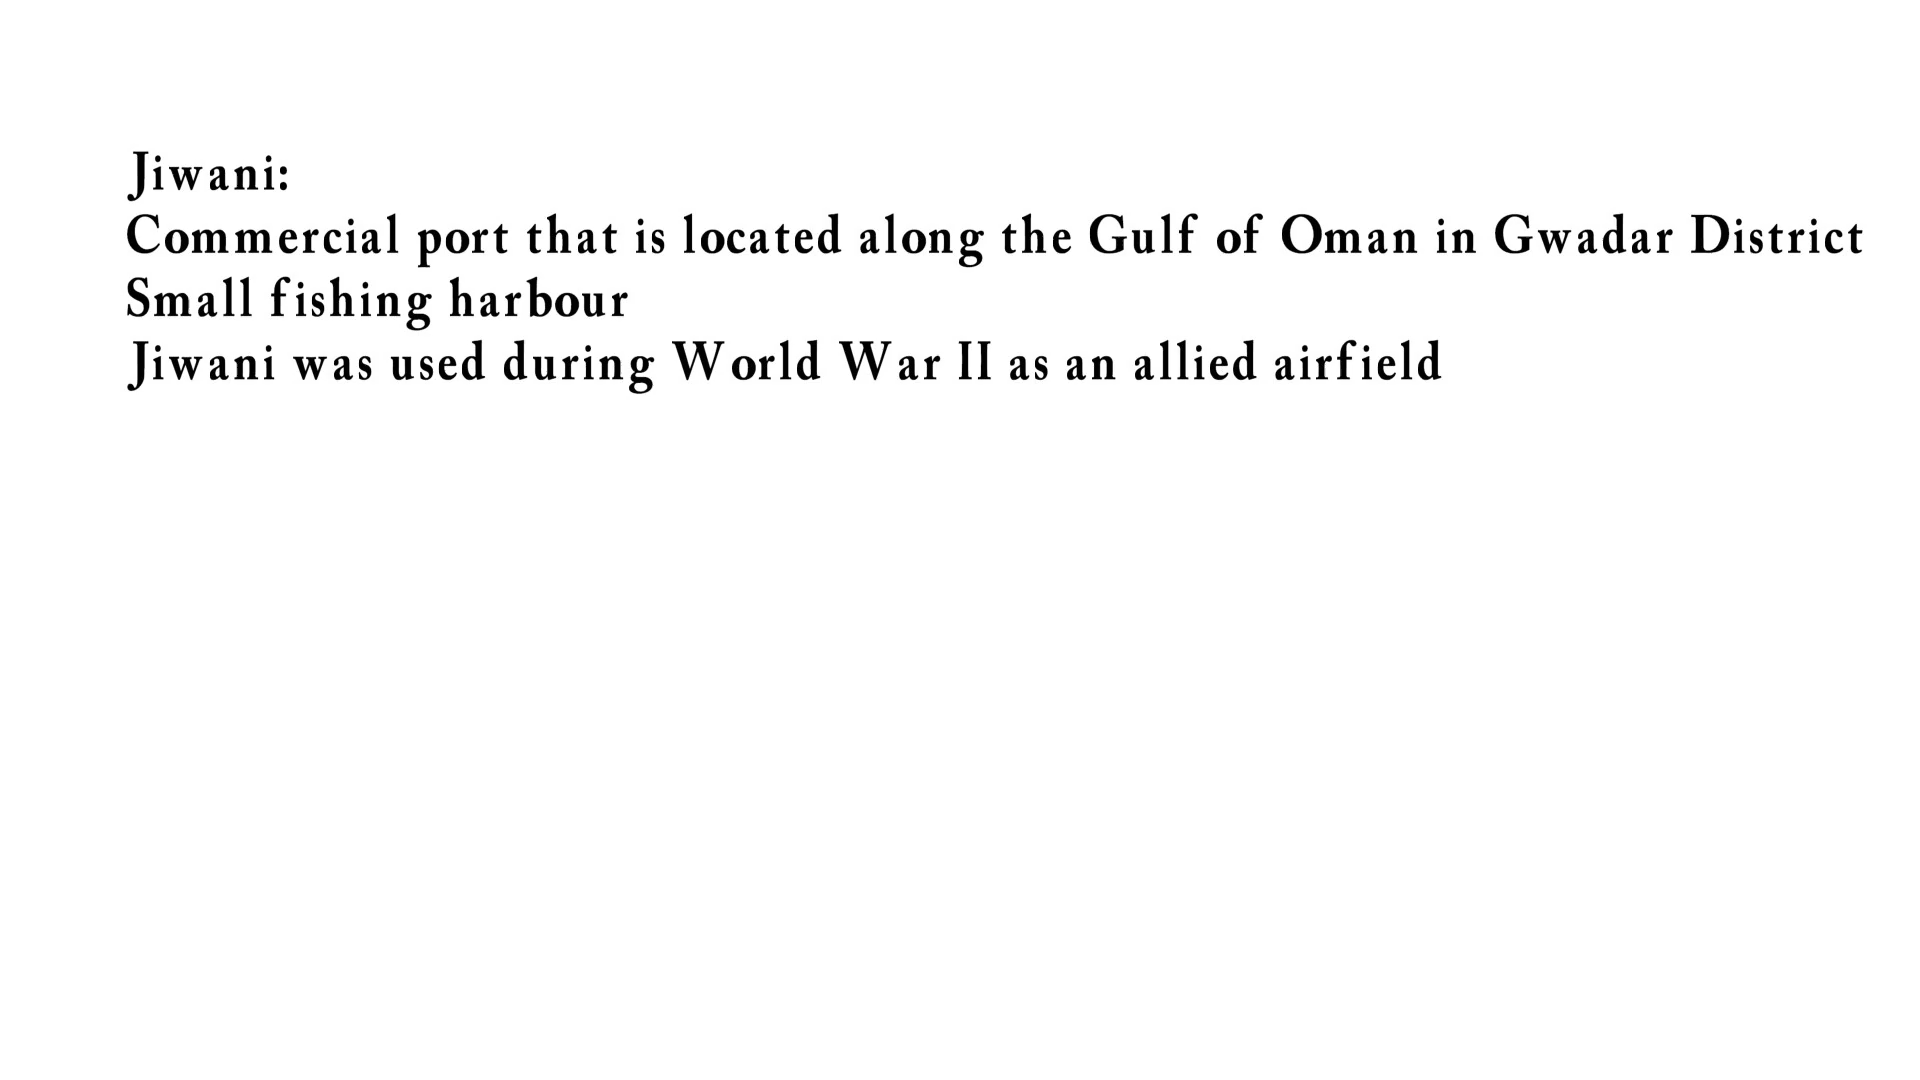 Jiwani:
Commercial port that is located along the Gulf of Oman in Gwadar District
Small fishing harbour
Jiwani was used during World War II as an allied airfield